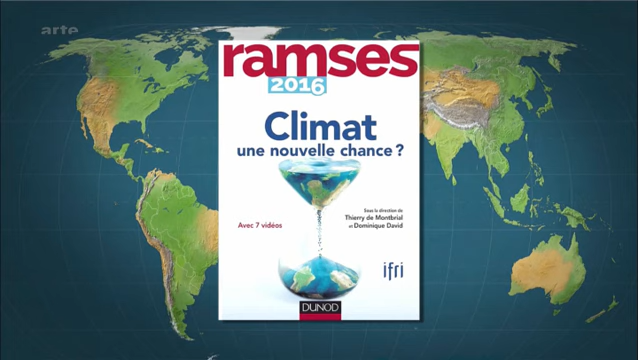 arte
ramses
2016
Climat
une nouvelle chance ?
Sous la direction de
Thierry de Montbrial
et Dominique David
Avec 7 vidéos
ifri
DUNOD